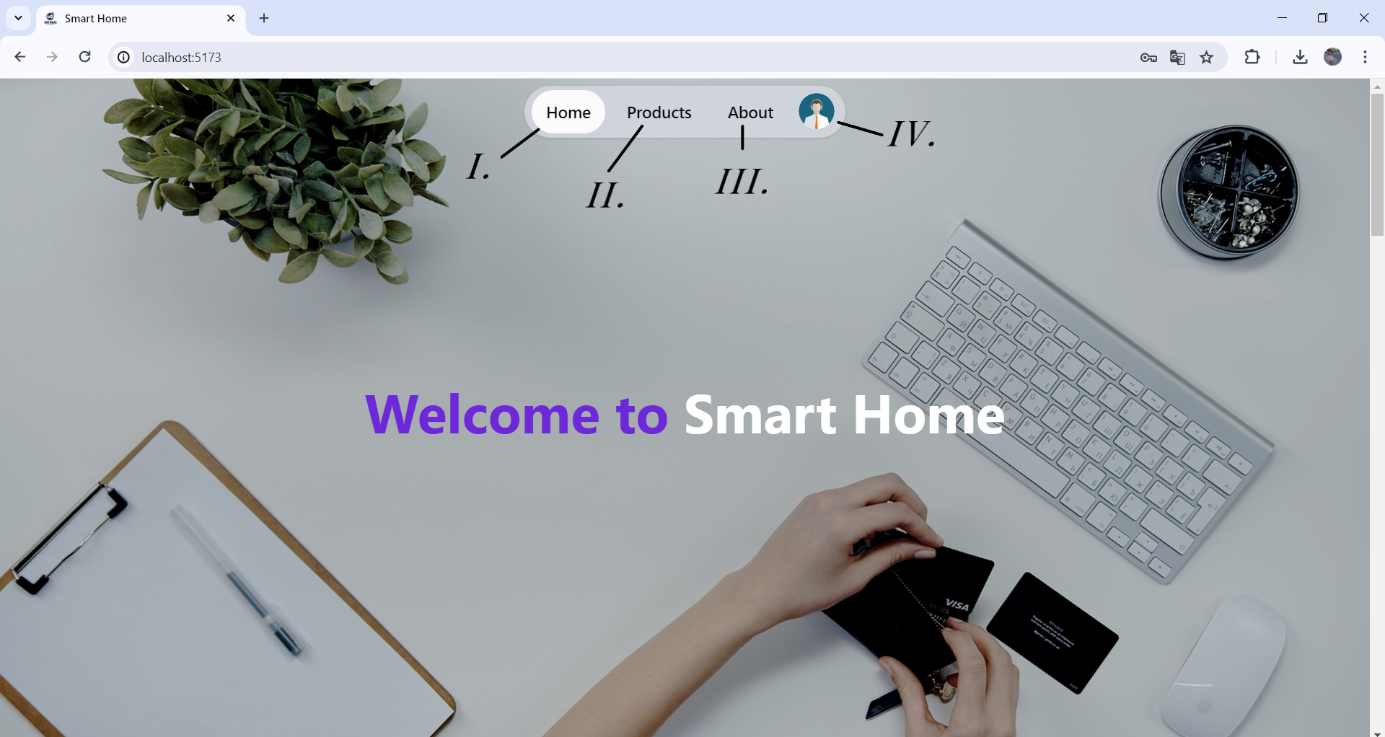 Smart Home
localhost:5173
Home Products About
I. II. III. IV.
Welcome to Smart Home
VISA